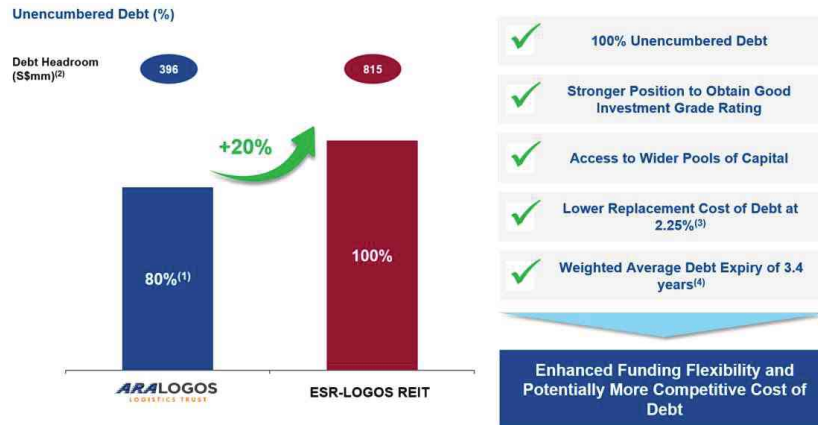 Unencumbered Debt (%)
Debt Headroom
(S$mm)(2)
396
815
+20%
80%(1)
100%
ARALOGOS
LOGISTICS TRUST
ESR-LOGOS REIT
100% Unencumbered Debt
Stronger Position to Obtain Good
Investment Grade Rating
Access to Wider Pools of Capital
Lower Replacement Cost of Debt at
2.25%(3)
Weighted Average Debt Expiry of 3.4
years(4)
Enhanced Funding Flexibility and
Potentially More Competitive Cost of
Debt